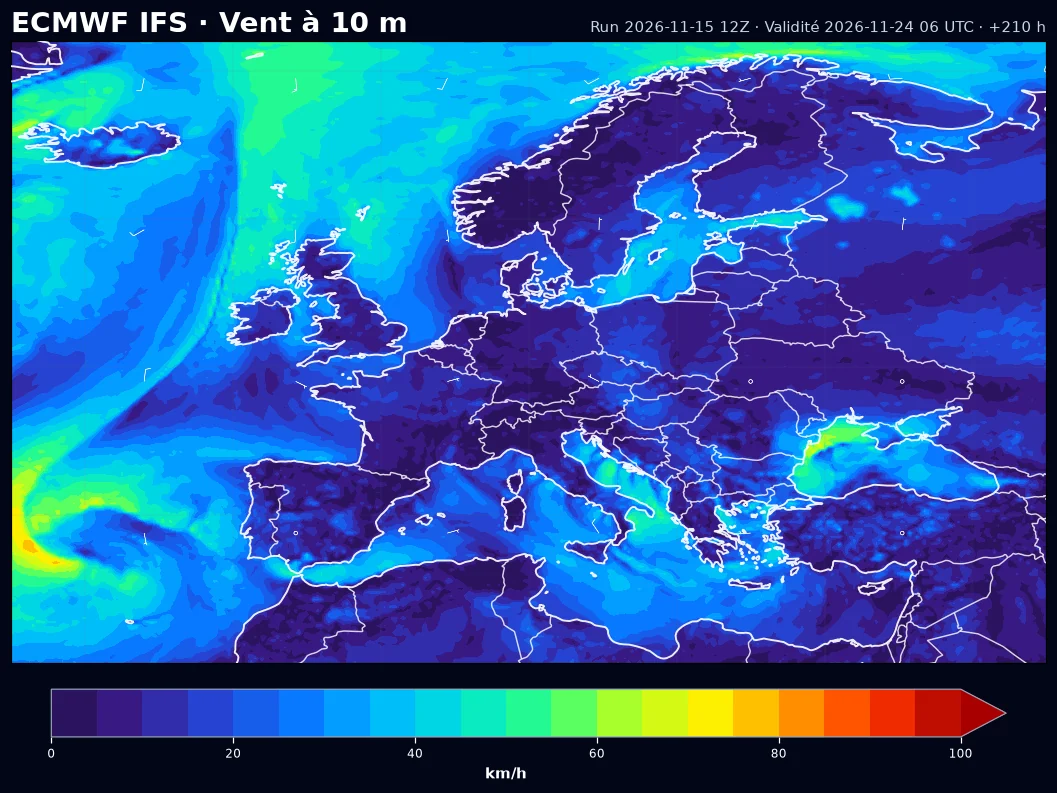 ECMWF IFS · Vent à 10 m
Run 2026-11-15 12Z · Validité 2026-11-24 06 UTC · +210 h
0 20 40 60 80 100
km/h